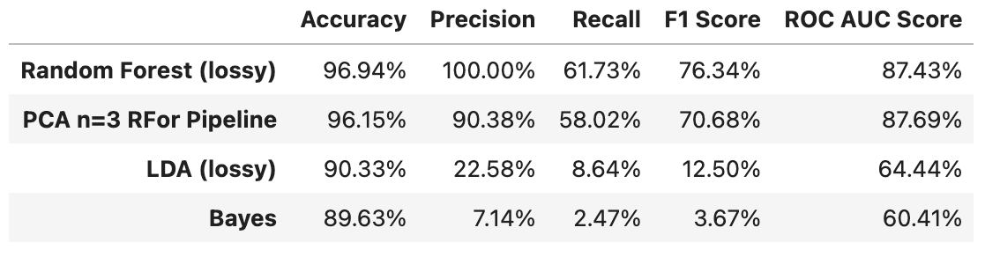 Accuracy Precision Recall F1 Score ROC AUC Score
Random Forest (lossy) 96.94% 100.00% 61.73% 76.34% 87.43%
PCA n=3 RFor Pipeline 96.15% 90.38% 58.02% 70.68% 87.69%
LDA (lossy) 90.33% 22.58% 8.64% 12.50% 64.44%
Bayes 89.63% 7.14% 2.47% 3.67% 60.41%